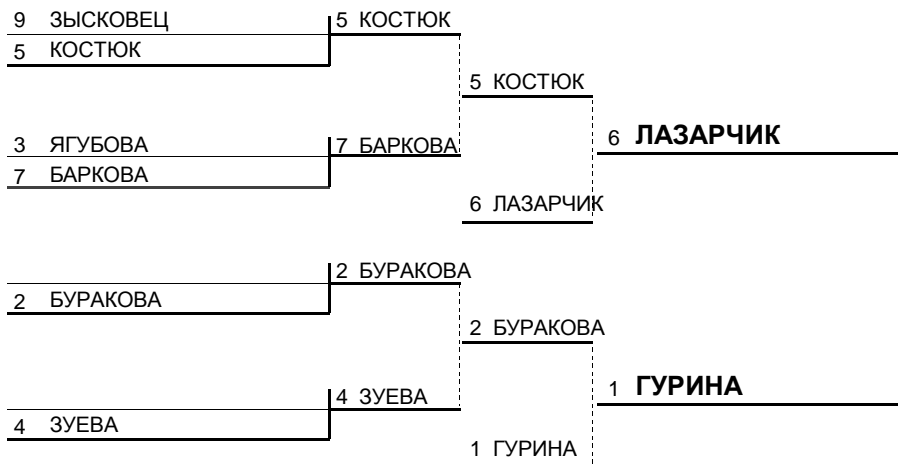 9 ЗЫСКОВЕЦ 5 КОСТЮК
5 КОСТЮК
5 КОСТЮК
3 ЯГУБОВА 7 БАРКОВА 6 ЛАЗАРЧИК
7 БАРКОВА
6 ЛАЗАРЧИК
2 БУРАКОВА
2 БУРАКОВА
2 БУРАКОВА
4 ЗУЕВА 1 ГУРИНА
4 ЗУЕВА
1 ГУРИНА